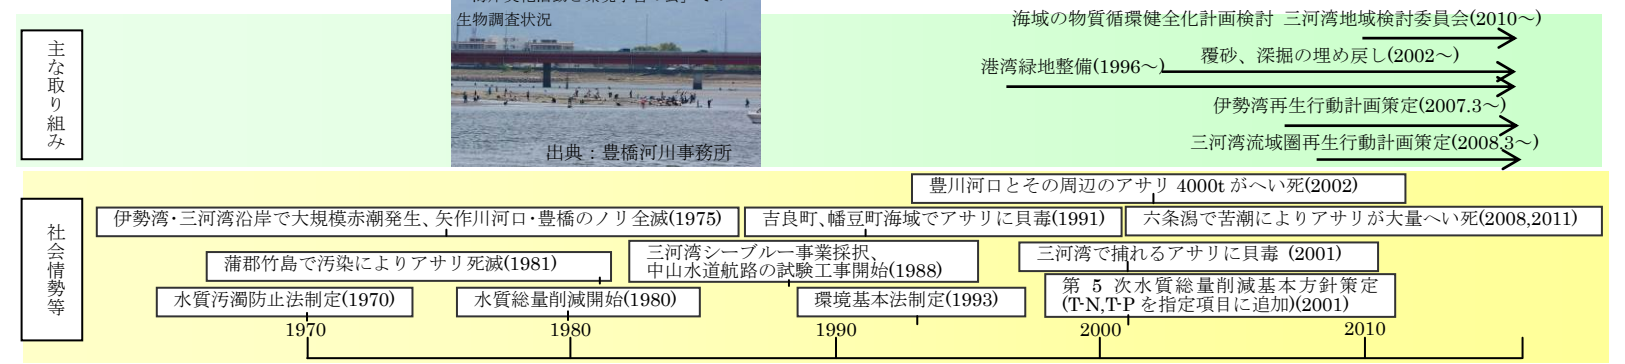 生物調査状況
出典：豊橋河川事務所
主な取り組み
海域の物質循環健全化計画検討 三河湾地域検討委員会(2010～)
覆砂、深掘の埋め戻し(2002～)
港湾緑地整備(1996～)
伊勢湾再生行動計画策定(2007.3～)
三河湾流域圏再生行動計画策定(2008.3～)
社会情勢等
豊川河口とその周辺のアサリ 4000t がへい死(2002)
伊勢湾・三河湾沿岸で大規模赤潮発生、矢作川河口・豊橋のノリ全滅(1975)
吉良町、幡豆町海域でアサリに貝毒(1991)
六条潟で苦潮によりアサリが大量へい死(2008,2011)
蒲郡竹島で汚染によりアサリ死滅(1981)
三河湾シーブルー事業採択、
中山水道航路の試験工事開始(1988)
三河湾で捕れるアサリに貝毒 (2001)
水質汚濁防止法制定(1970)
水質総量削減開始(1980)
環境基本法制定(1993)
第 5 次水質総量削減基本方針策定
(T-N,T-P を指定項目に追加)(2001)
1970
1980
1990
2000
2010